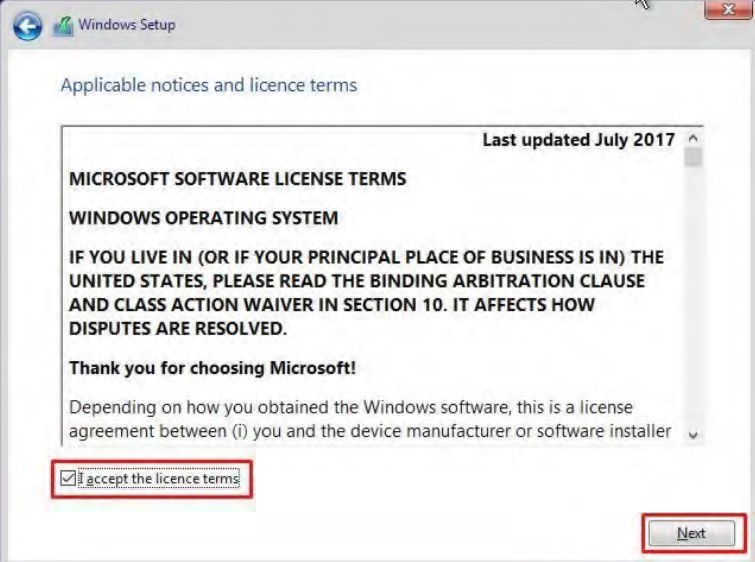 Windows Setup
Applicable notices and licence terms
Last updated July 2017
MICROSOFT SOFTWARE LICENSE TERMS
WINDOWS OPERATING SYSTEM
IF YOU LIVE IN (OR IF YOUR PRINCIPAL PLACE OF BUSINESS IS IN) THE
UNITED STATES, PLEASE READ THE BINDING ARBITRATION CLAUSE
AND CLASS ACTION WAIVER IN SECTION 10. IT AFFECTS HOW
DISPUTES ARE RESOLVED.
Thank you for choosing Microsoft!
Depending on how you obtained the Windows software, this is a license
agreement between (i) you and the device manufacturer or software installer
I accept the licence terms
Next